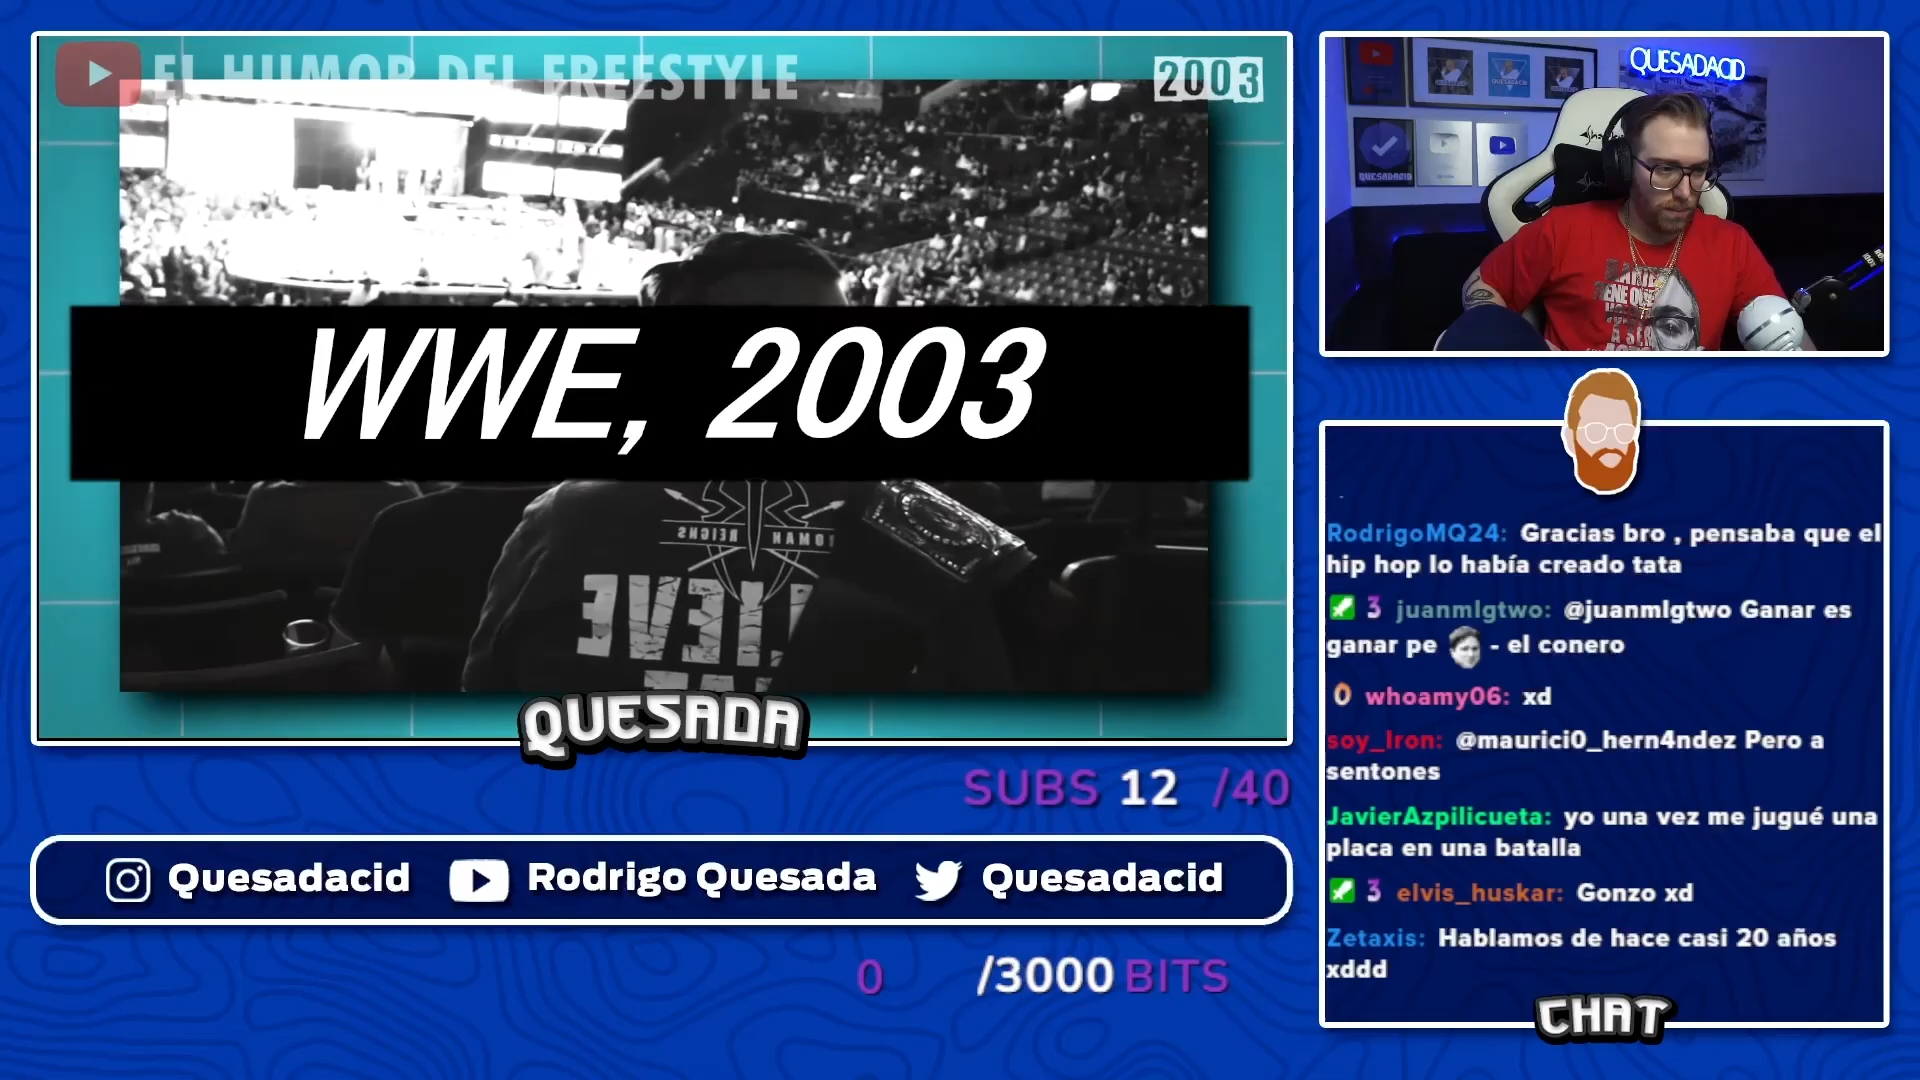 EL HUMOR DEL FREESTYLE
2003
WWE, 2003
ROMAN REIGNS
QUESADA
SUBS 12 /40
Quesadacid
Rodrigo Quesada
Quesadacid
0 /3000 BITS
QUESADACID
QUESADACID
RodrigoMQ24: Gracias bro , pensaba que el
hip hop lo había creado tata
3 juanmlgtwo: @juanmlgtwo Ganar es
ganar pe - el conero
0 whoamy06: xd
soy_Iron: @maurici0_hern4ndez Pero a
sentones
JavierAzpilicueta: yo una vez me jugué una
placa en una batalla
3 elvis_huskar: Gonzo xd
Zetaxis: Hablamos de hace casi 20 años
xddd
CHAT